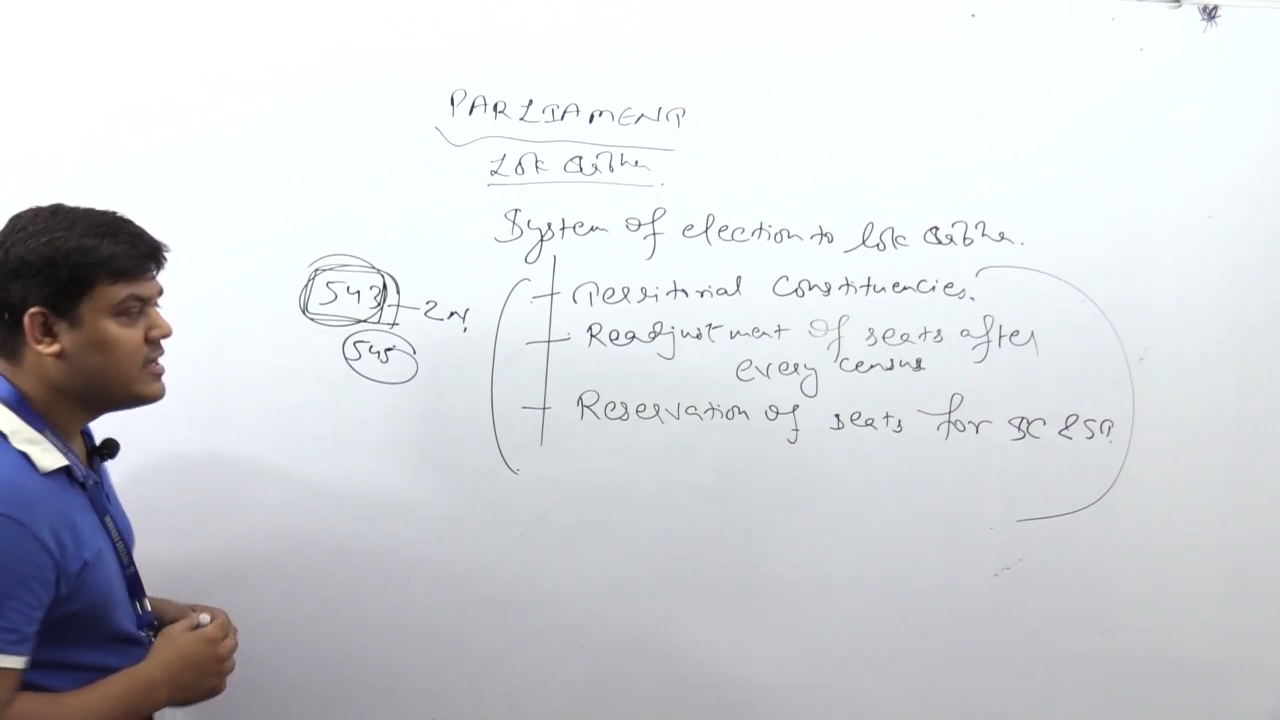 PARLIAMENT
Lok Sabha
System of election to Lok Sabha.
543 2N
545
Territorial Constituencies.
Readjustment of seats after
every census
Reservation of seats for SC & ST.